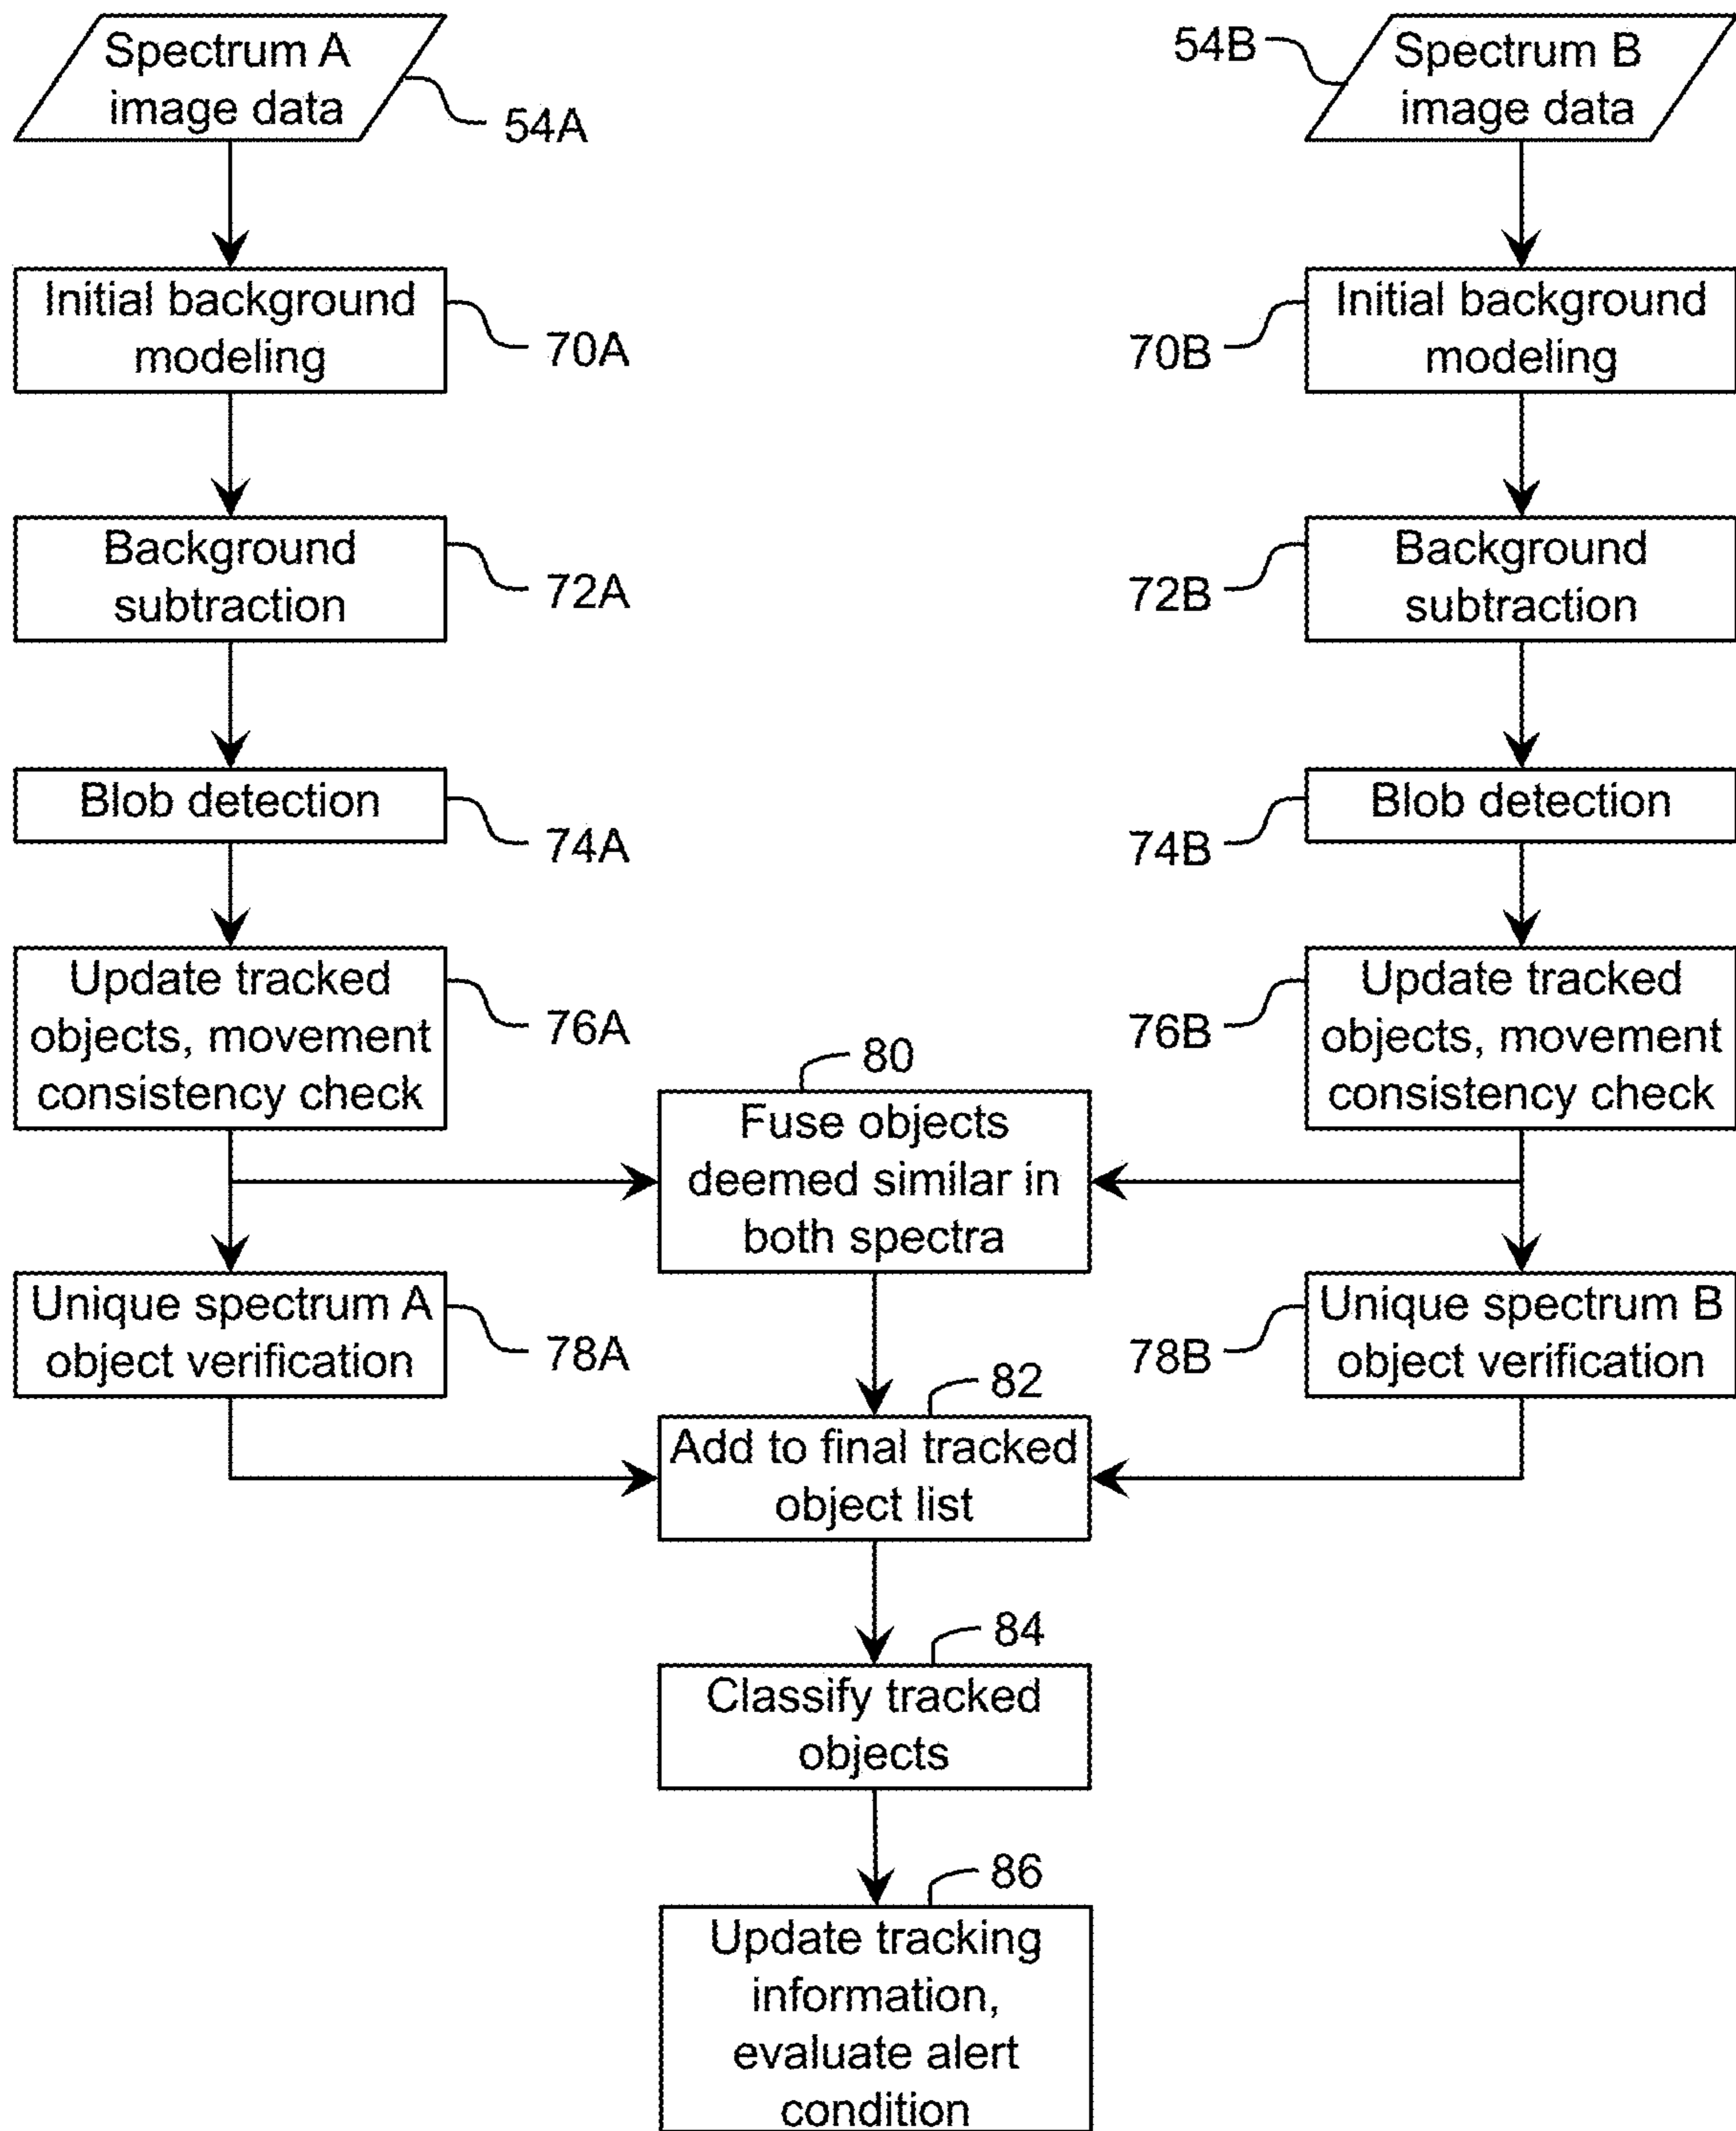 Spectrum A
image data
54A
54B
Spectrum B
image data
Initial background
modeling
70A
70B
Initial background
modeling
Background
subtraction
72A
72B
Background
subtraction
Blob detection
74A
74B
Blob detection
Update tracked
objects, movement
consistency check
76A
76B
Update tracked
objects, movement
consistency check
80
Fuse objects
deemed similar in
both spectra
Unique spectrum A
object verification
78A
78B
Unique spectrum B
object verification
82
Add to final tracked
object list
84
Classify tracked
objects
86
Update tracking
information,
evaluate alert
condition